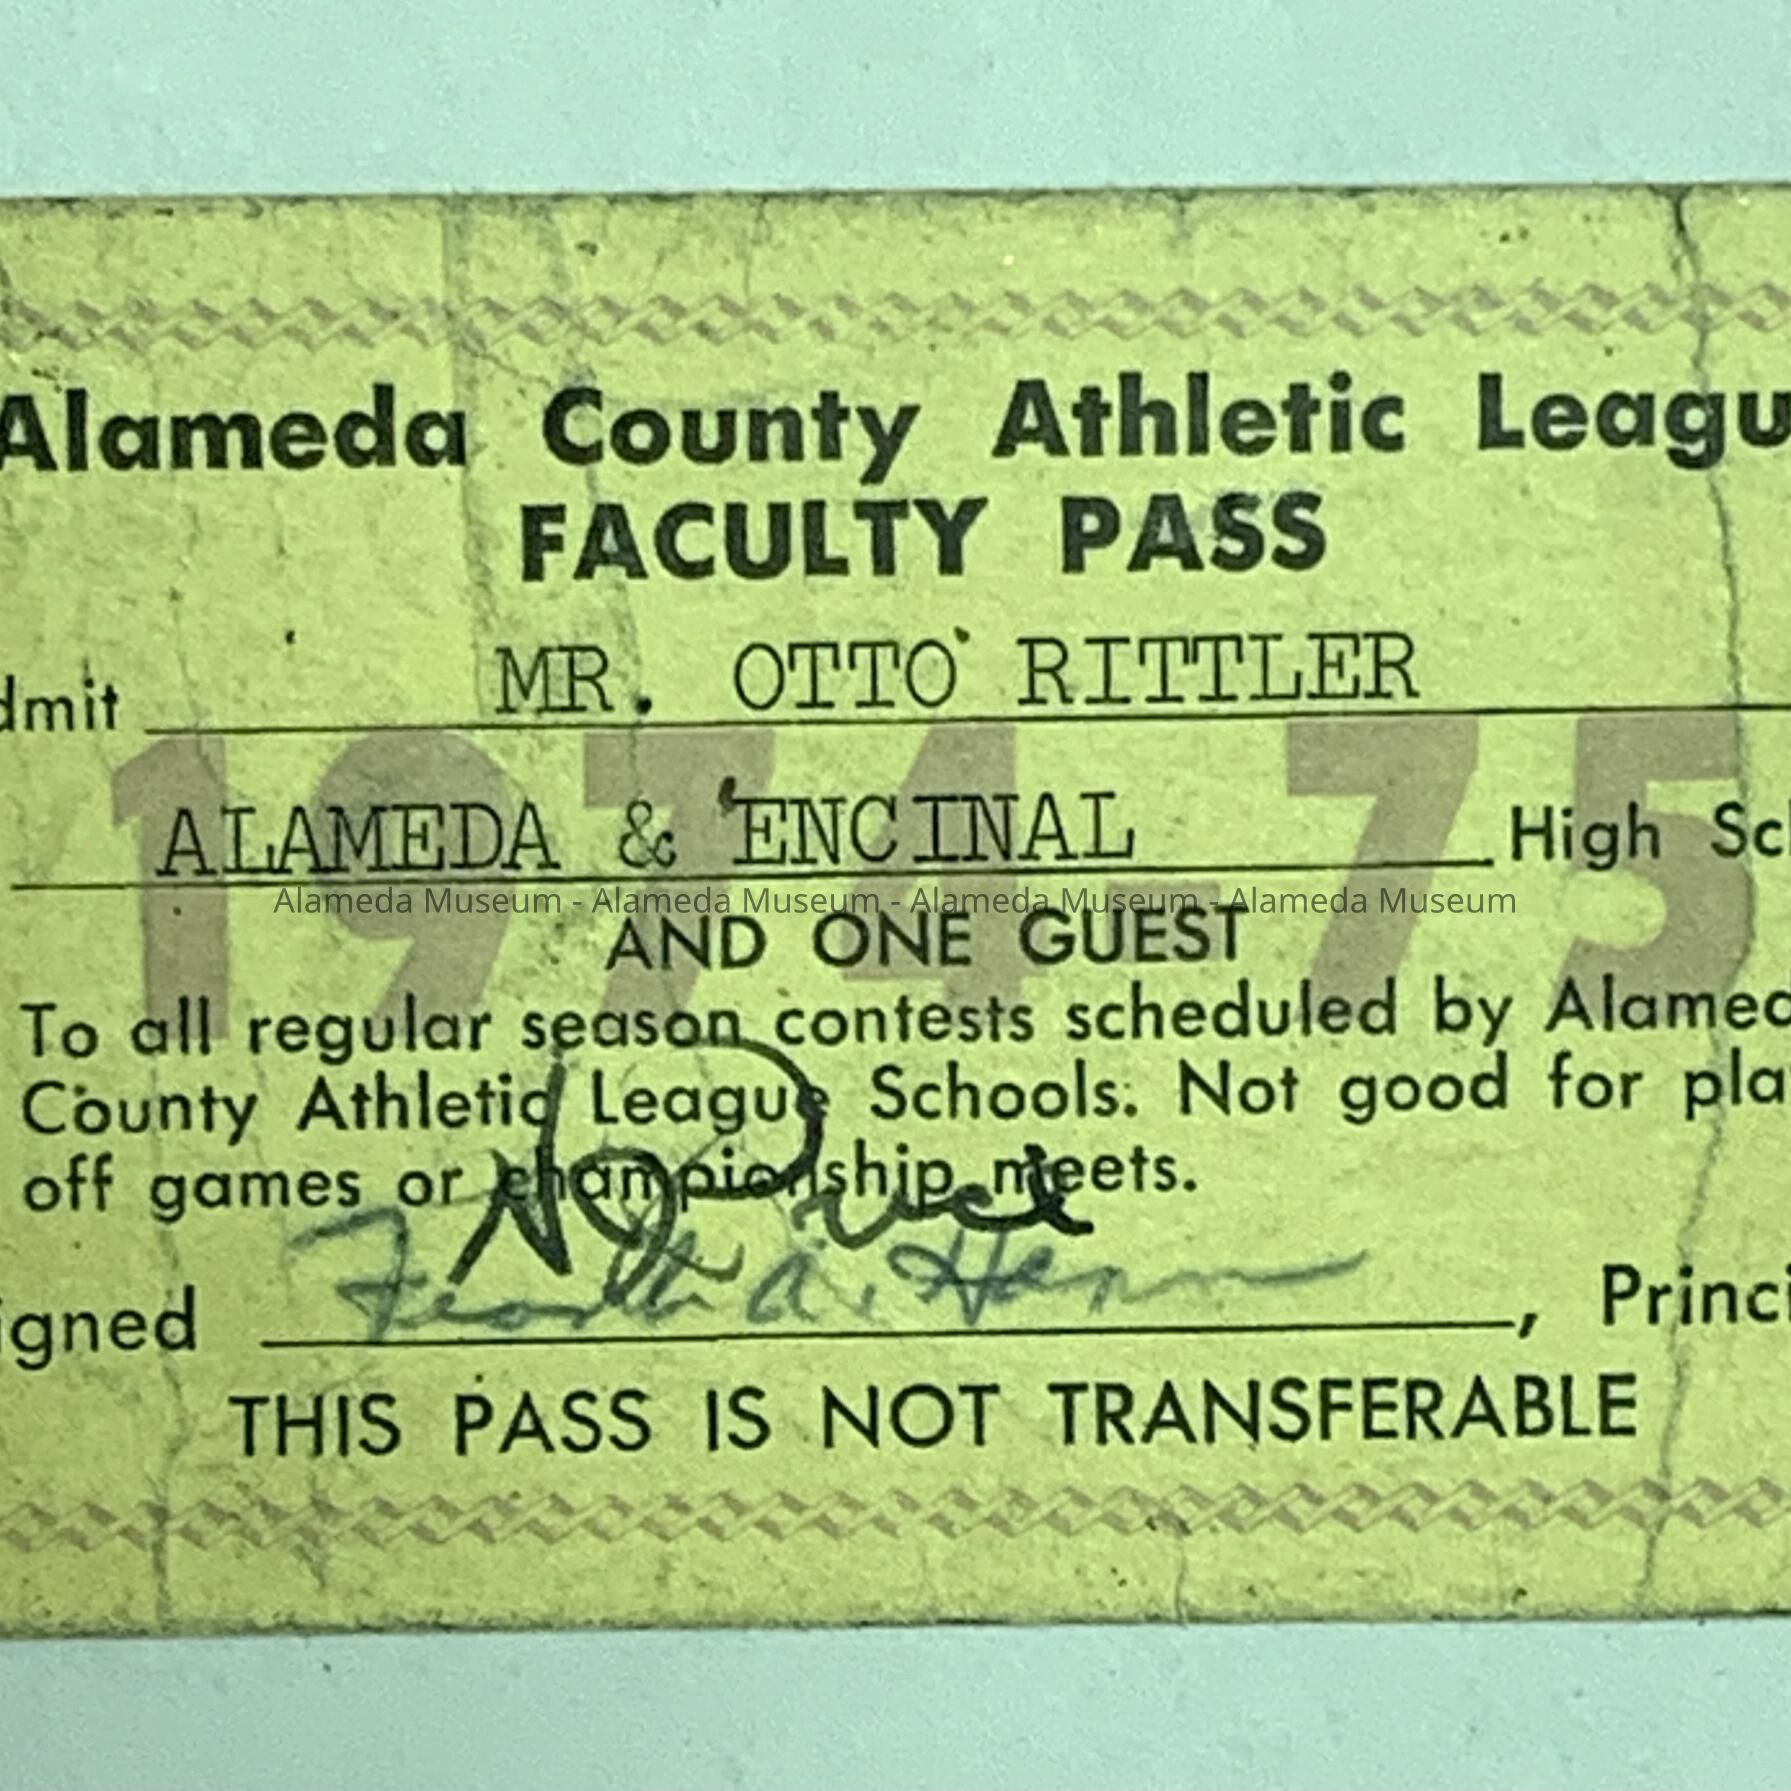 Alameda County Athletic Leagu
FACULTY PASS
dmit MR. OTTO RITTLER
1974-75
ALAMEDA & ENCINAL High Sc
Alameda Museum - Alameda Museum - Alameda Museum - Alameda Museum
AND ONE GUEST
To all regular season contests scheduled by Alamed
County Athletic League Schools. Not good for pla
off games or championship meets.
igned A. , Princi
THIS PASS IS NOT TRANSFERABLE